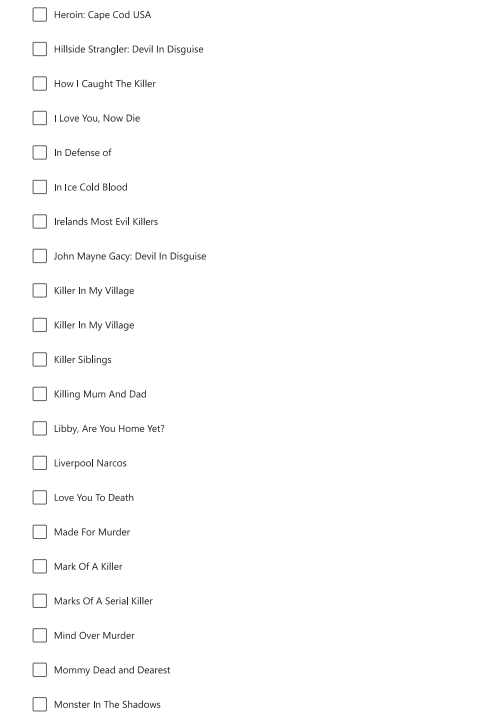 Heroin: Cape Cod USA
Hillside Strangler: Devil In Disguise
How I Caught The Killer
I Love You, Now Die
In Defense of
In Ice Cold Blood
Irelands Most Evil Killers
John Mayne Gacy: Devil In Disguise
Killer In My Village
Killer In My Village
Killer Siblings
Killing Mum And Dad
Libby, Are You Home Yet?
Liverpool Narcos
Love You To Death
Made For Murder
Mark Of A Killer
Marks Of A Serial Killer
Mind Over Murder
Mommy Dead and Dearest
Monster In The Shadows